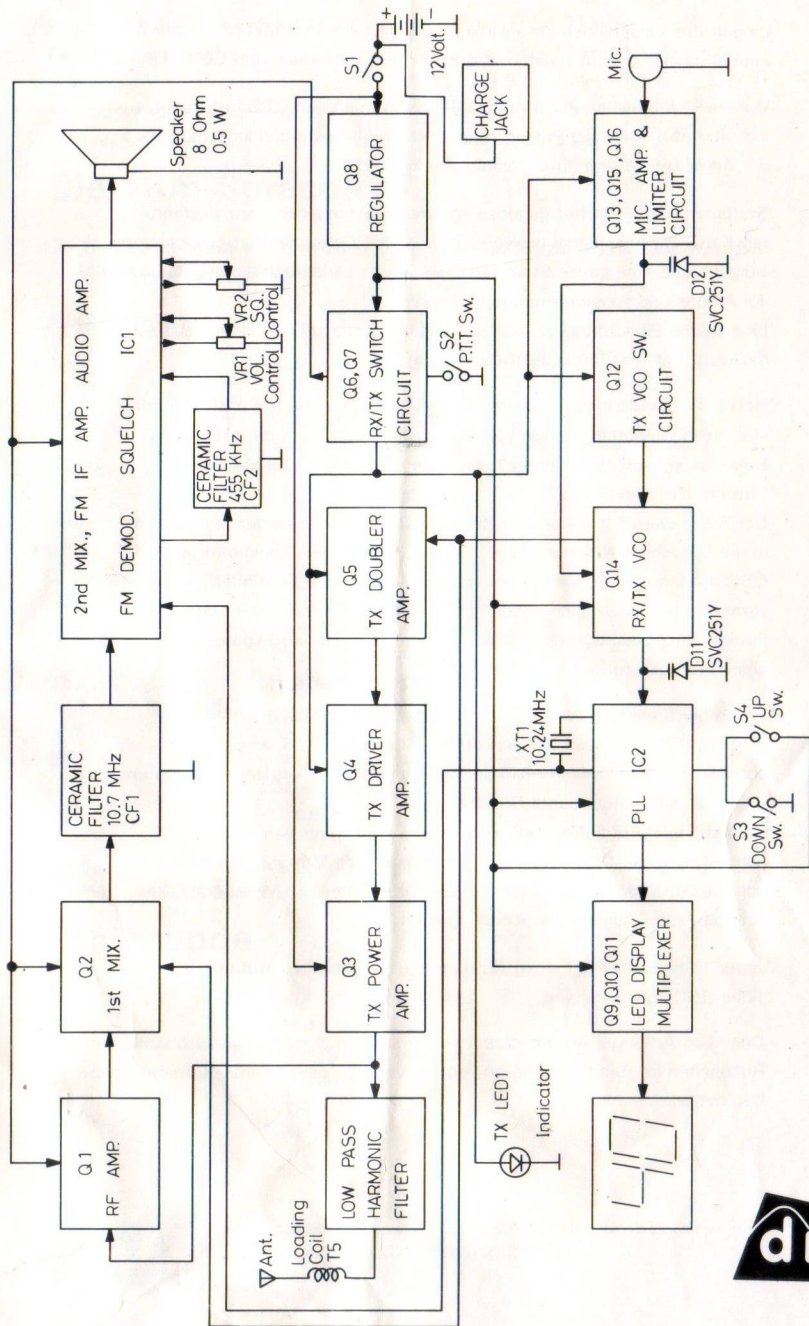 Q1
RF AMP.
Q2
1st MIX.
CERAMIC
FILTER
10.7 MHz
CF1
2nd MIX., FM IF AMP. AUDIO AMP.
FM DEMOD. SQUELCH IC1
Speaker
8 Ohm
0.5 W
CERAMIC
FILTER
455 KHz
CF2
VR1
VOL.
Control
VR2
SQ.
Control
Ant.
Loading
Coil
T5
LOW PASS
HARMONIC
FILTER
Q3
TX POWER
AMP.
Q4
TX DRIVER
AMP.
Q5
TX DOUBLER
AMP.
Q6, Q7
RX/TX SWITCH
CIRCUIT
S2
P.T.T. Sw.
Q8
REGULATOR
S1
+ -
12Volt.
CHARGE
JACK
TX LED1
Indicator
Q9,Q10,Q11
LED DISPLAY
MULTIPLEXER
XT1
10.24MHz
PLL IC2
S3
DOWN
Sw.
S4
UP
Sw.
D11
SVC251Y
Q14
RX/TX VCO
Q12
TX VCO SW.
CIRCUIT
D12
SVC251Y
Q13, Q15 ,Q16
MIC AMP. &
LIMITER
CIRCUIT
Mic.